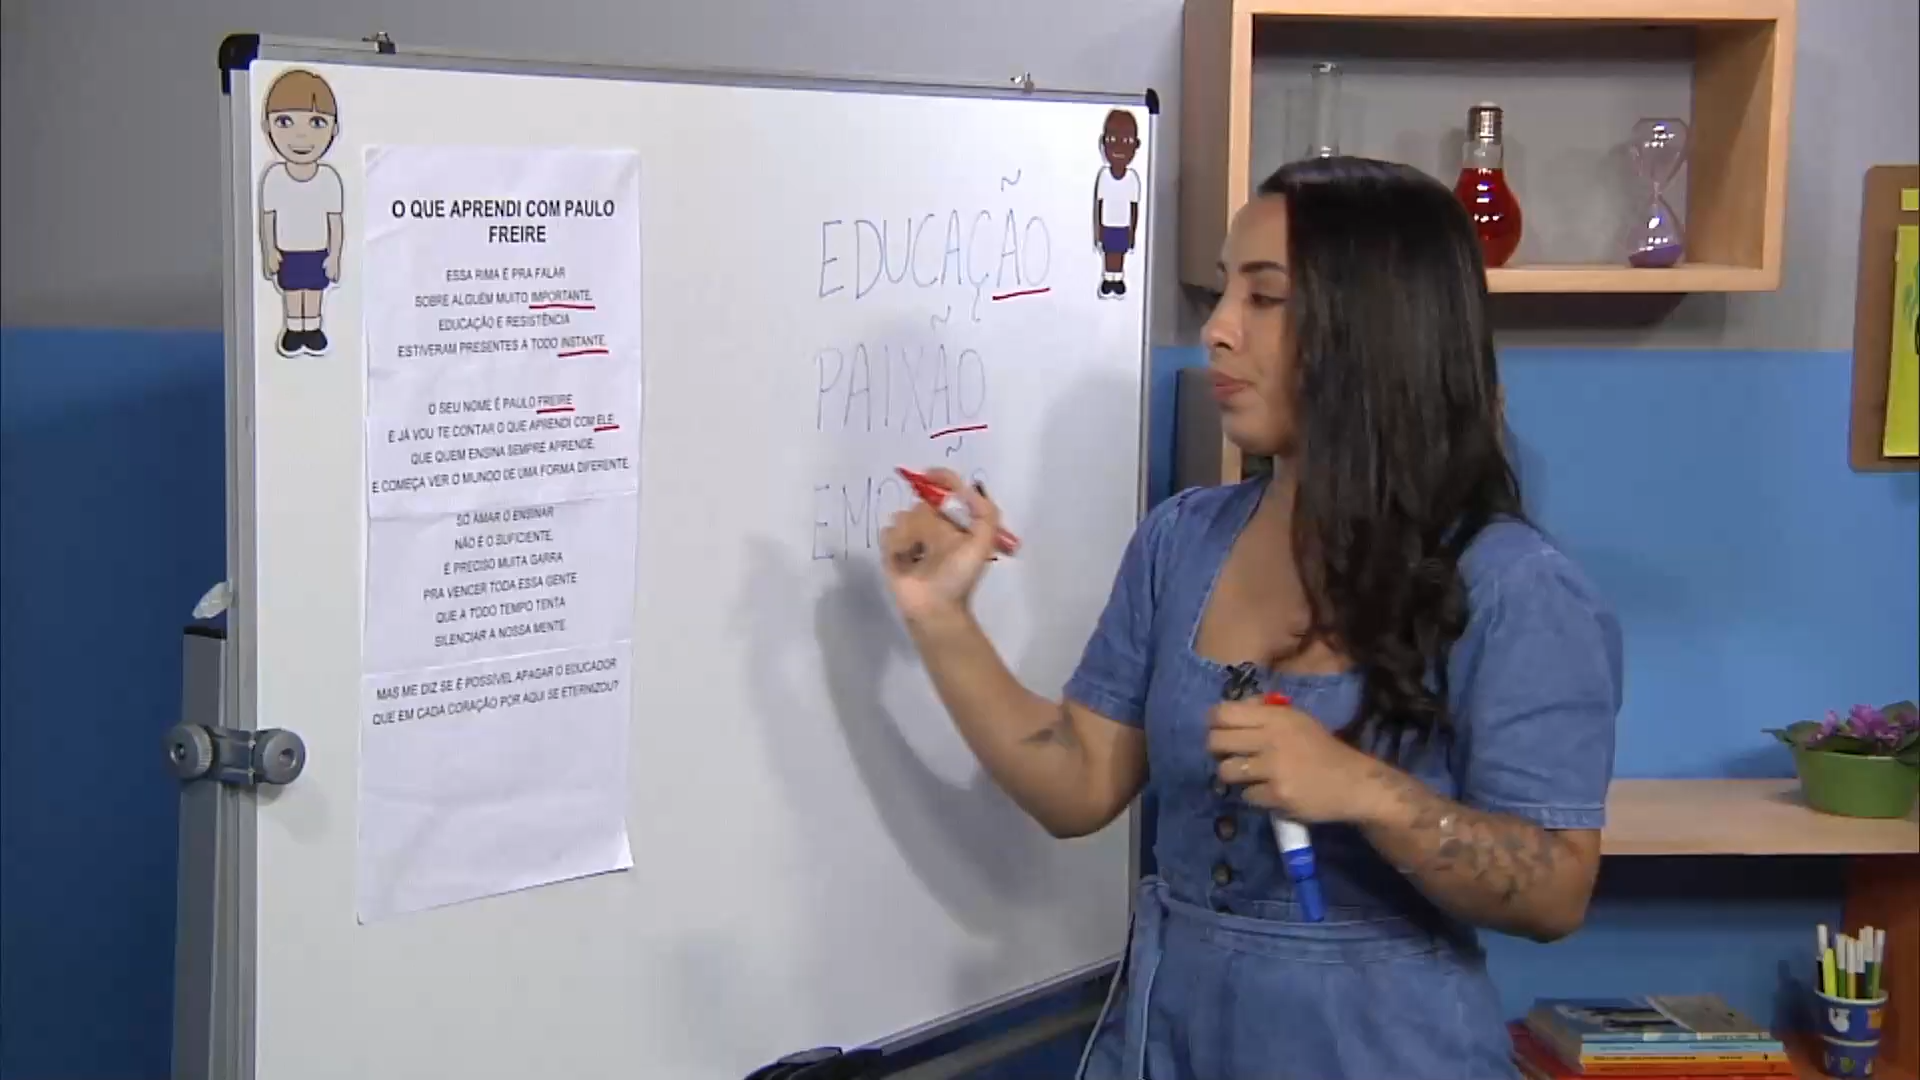 O QUE APRENDI COM PAULO
FREIRE
ESSA RIMA É PRA FALAR
SOBRE ALGUÉM MUITO IMPORTANTE,
EDUCAÇÃO E RESISTÊNCIA
ESTIVERAM PRESENTES A TODO INSTANTE.
O SEU NOME É PAULO FREIRE
E JÁ VOU TE CONTAR O QUE APRENDI COM ELE,
QUE QUEM ENSINA SEMPRE APRENDE,
E COMEÇA VER O MUNDO DE UMA FORMA DIFERENTE.
SÓ AMAR O ENSINAR
NÃO É O SUFICIENTE,
É PRECISO MUITA GARRA
PRA VENCER TODA ESSA GENTE
QUE A TODO TEMPO TENTA
SILENCIAR A NOSSA MENTE.
MAS ME DIZ SE É POSSÍVEL APAGAR O EDUCADOR
QUE EM CADA CORAÇÃO POR AQUI SE ETERNIZOU?
EDUCAÇÃO
PAIXÃO